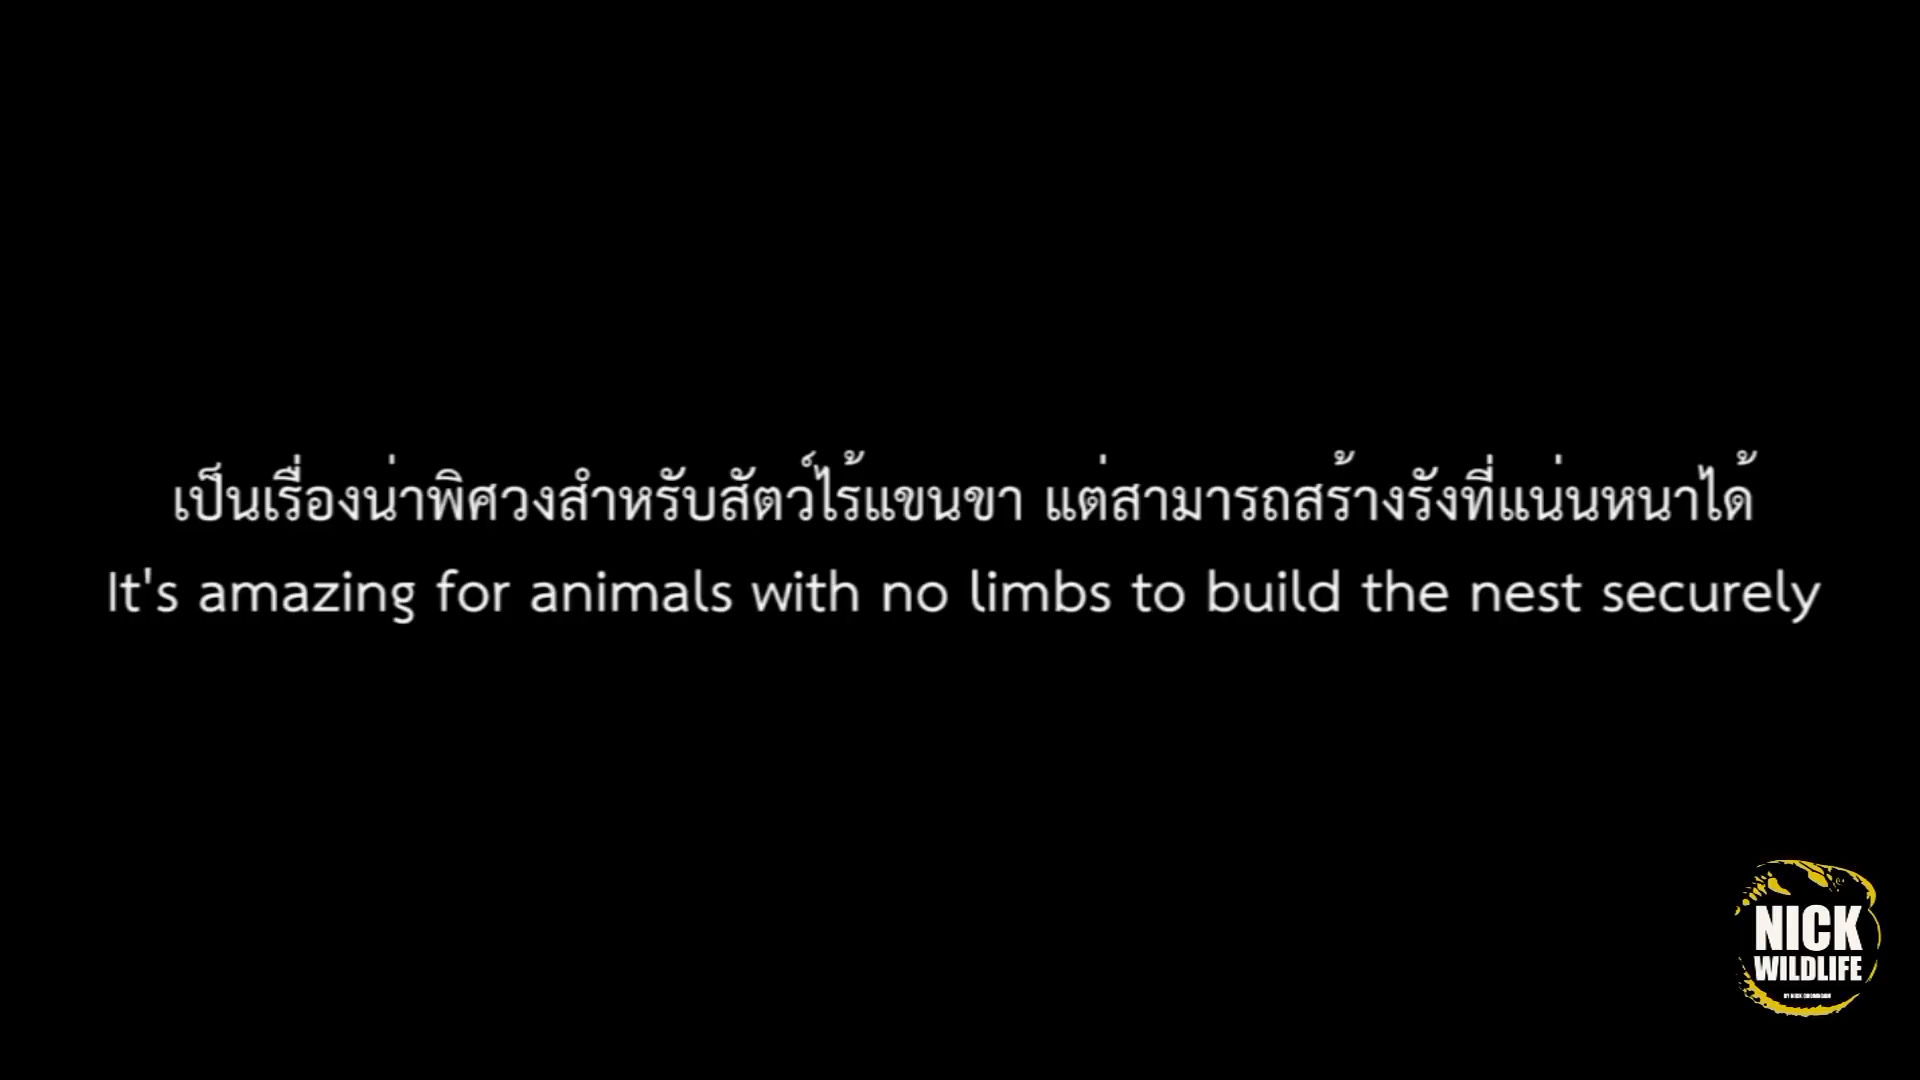 เป็นเรื่องน่าพิศวงสำหรับสัตว์ไร้แขนขา แต่สามารถสร้างรังที่แน่นหนาได้
It's amazing for animals with no limbs to build the nest securely
NICK
WILDLIFE